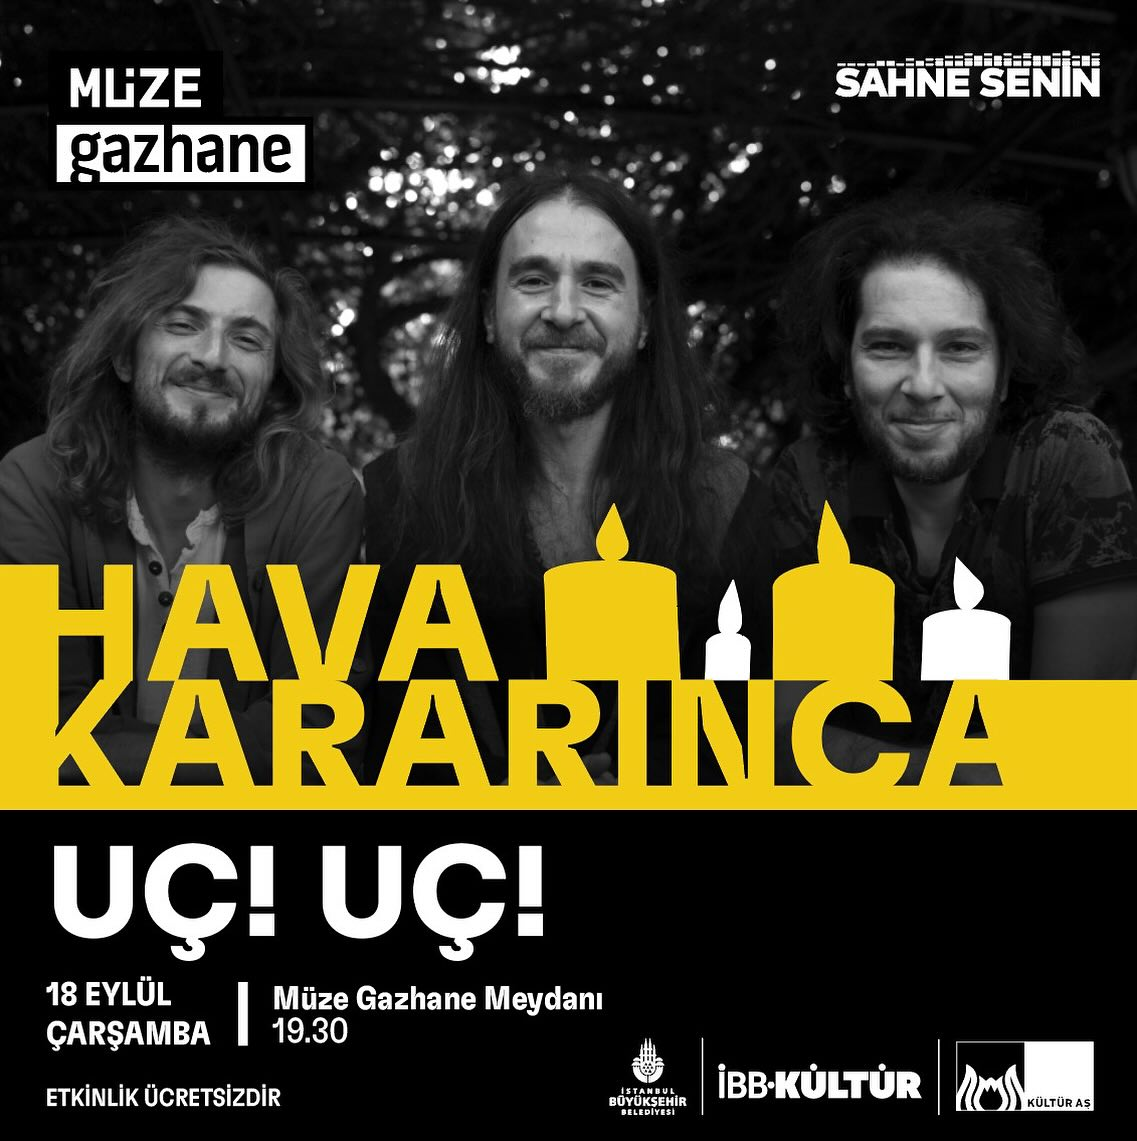 MÜZE
gazhane
SAHNE SENİN
HAVA
KARARINCA
UÇ! UÇ!
18 EYLÜL
ÇARŞAMBA
Müze Gazhane Meydanı
19.30
ETKİNLİK ÜCRETSİZDİR
İSTANBUL
BÜYÜKŞEHİR
BELEDİYESİ
İBB·KÜLTÜR
KÜLTÜR AŞ